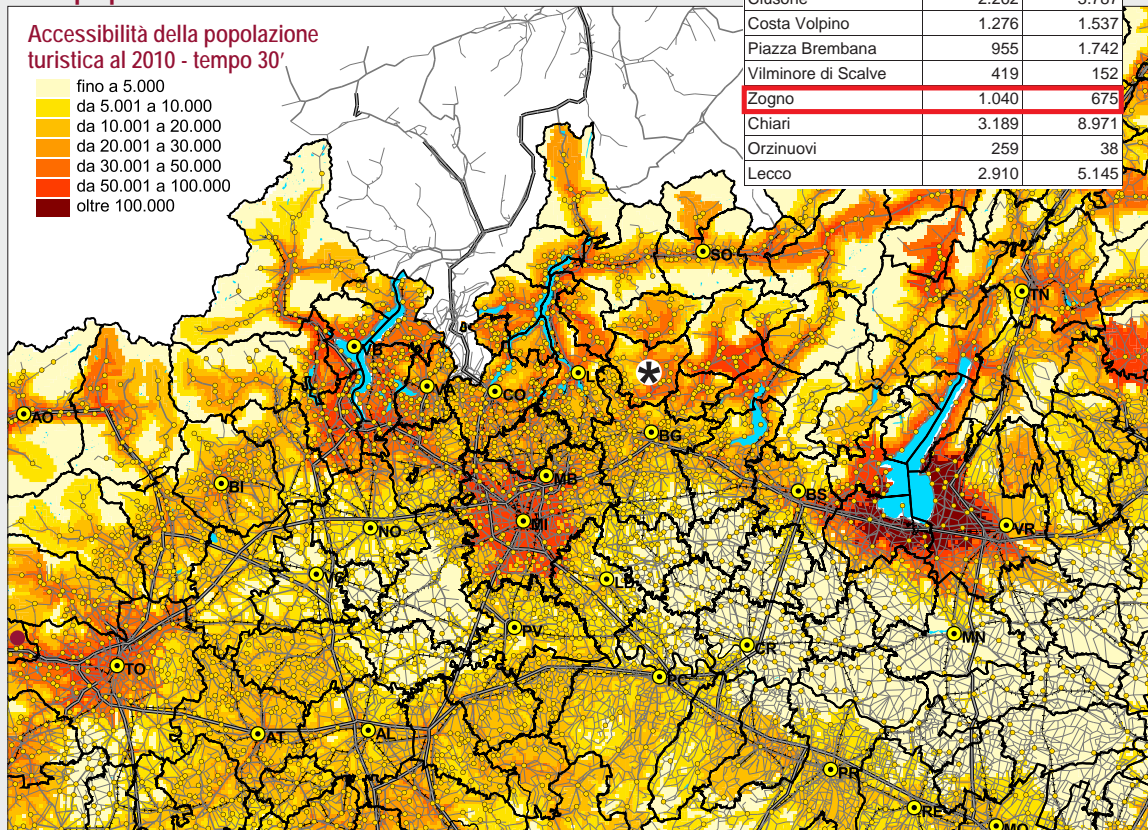 Costa Volpino 1.276 1.537
Piazza Brembana 955 1.742
Vilminore di Scalve 419 152
Zogno 1.040 675
Chiari 3.189 8.971
Orzinuovi 259 38
Lecco 2.910 5.145
Accessibilità della popolazione
turistica al 2010 - tempo 30'
fino a 5.000
da 5.001 a 10.000
da 10.001 a 20.000
da 20.001 a 30.000
da 30.001 a 50.000
da 50.001 a 100.000
oltre 100.000
SO
TN
VB
CO
AO
BG
BI
MB
BS
MI
VR
NO
PV
MN
CR
TO
PC
AT
AL
PR
RE
MO